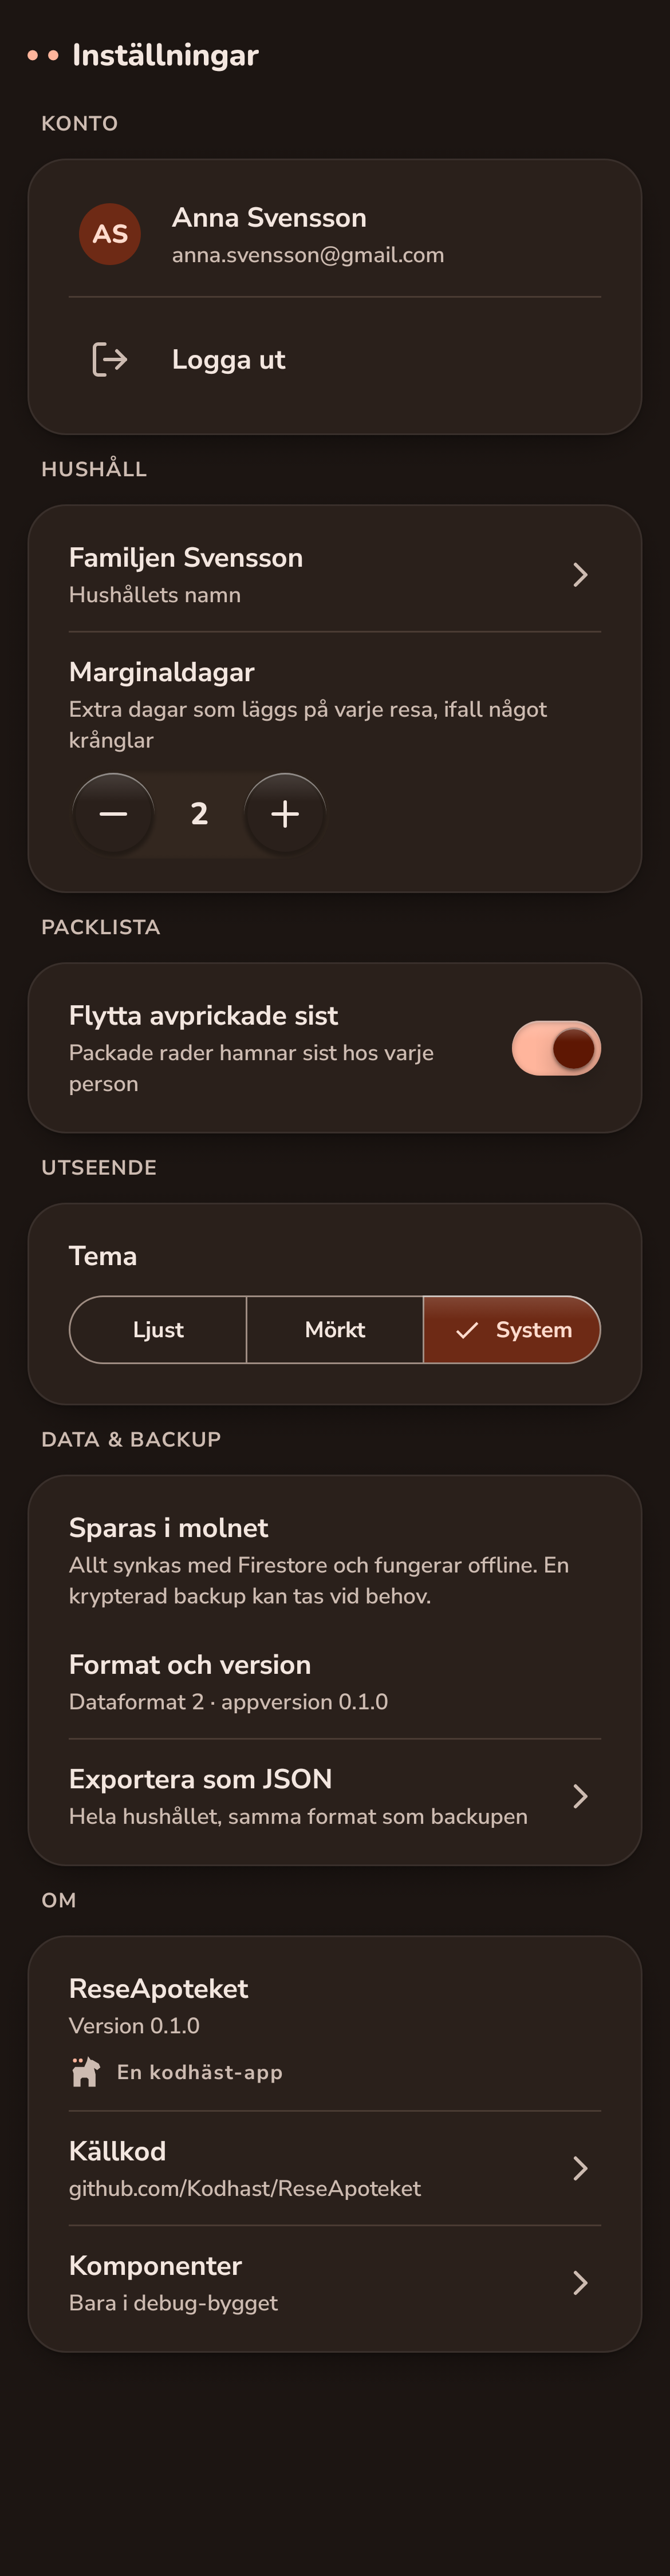 Inställningar
KONTO
AS
Anna Svensson
anna.svensson@gmail.com
Logga ut
HUSHÅLL
Familjen Svensson
Hushållets namn
Marginaldagar
Extra dagar som läggs på varje resa, ifall något
krånglar
2
PACKLISTA
Flytta avprickade sist
Packade rader hamnar sist hos varje
person
UTSEENDE
Tema
Ljust
Mörkt
System
DATA & BACKUP
Sparas i molnet
Allt synkas med Firestore och fungerar offline. En
krypterad backup kan tas vid behov.
Format och version
Dataformat 2 · appversion 0.1.0
Exportera som JSON
Hela hushållet, samma format som backupen
OM
ReseApoteket
Version 0.1.0
En kodhäst-app
Källkod
github.com/Kodhast/ReseApoteket
Komponenter
Bara i debug-bygget